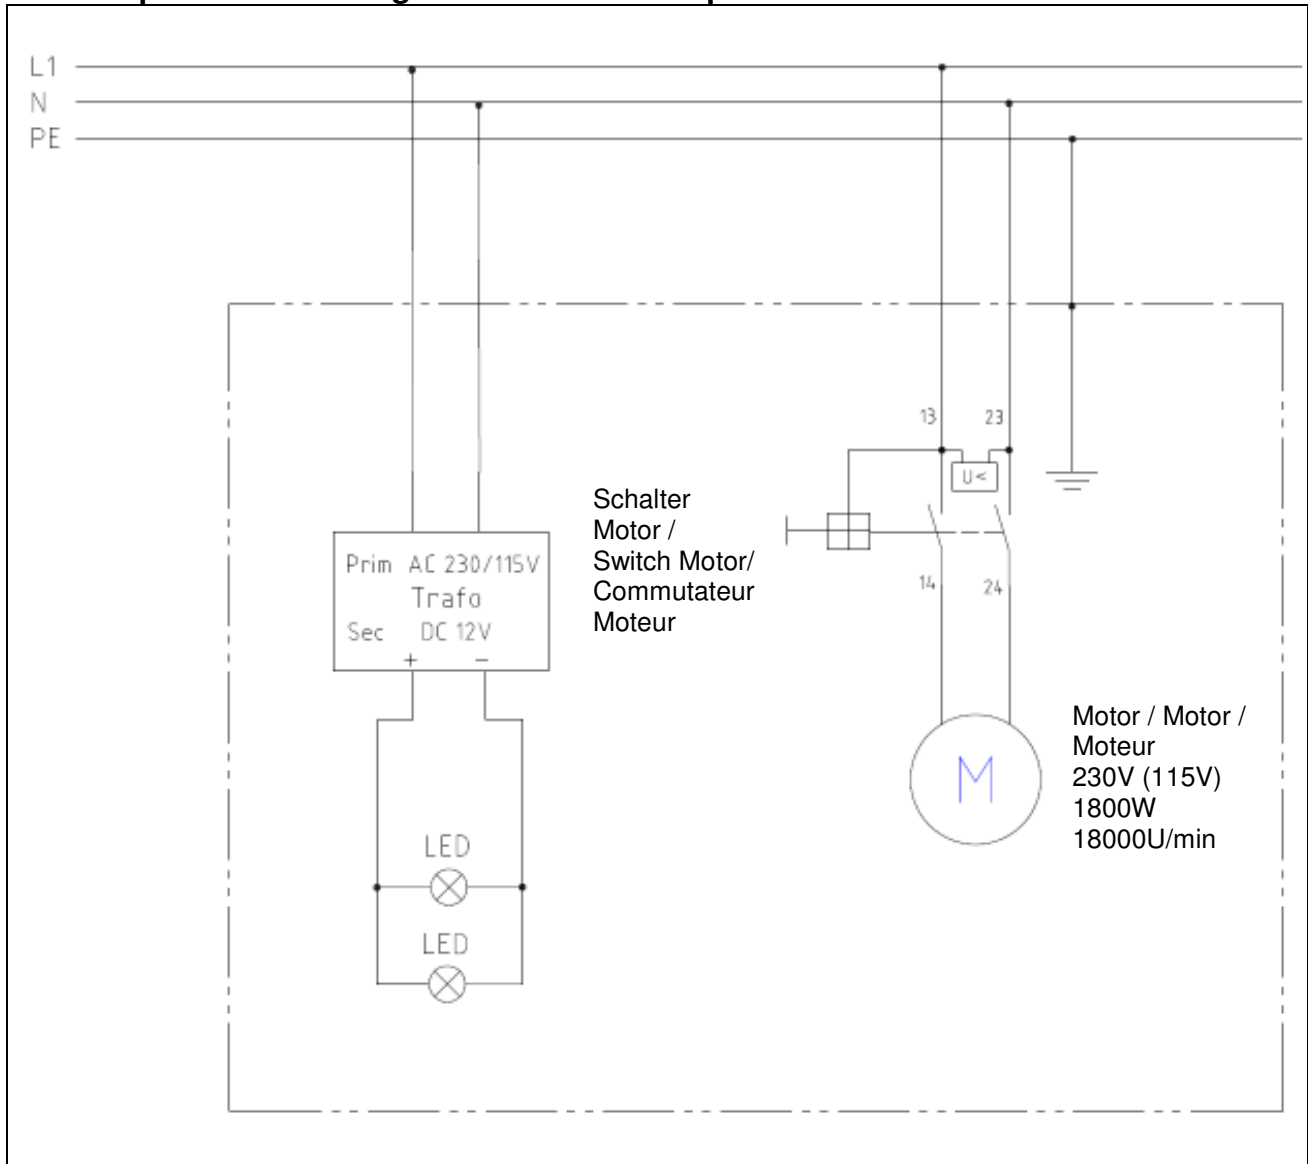 L1
N
PE
13 23
U<
Schalter
Motor /
Switch Motor/
Commutateur
Moteur
Prim AC 230/115V
Trafo
Sec DC 12V
+ −
14 24
Motor / Motor /
Moteur
230V (115V)
1800W
18000U/min
M
LED
LED